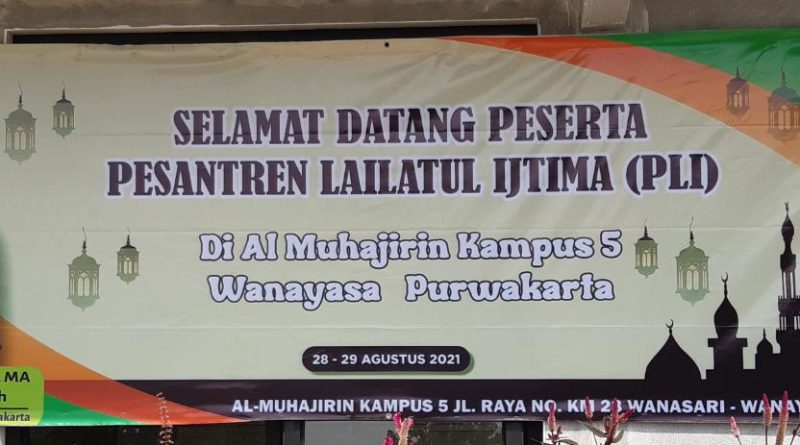 SELAMAT DATANG PESERTA
PESANTREN LAILATUL IJTIMA (PLI)
Di Al Muhajirin Kampus 5
Wanayasa Purwakarta
28 - 29 AGUSTUS 2021
MA
AL-MUHAJIRIN KAMPUS 5 JL. RAYA NO. KM 23 WANASARI -